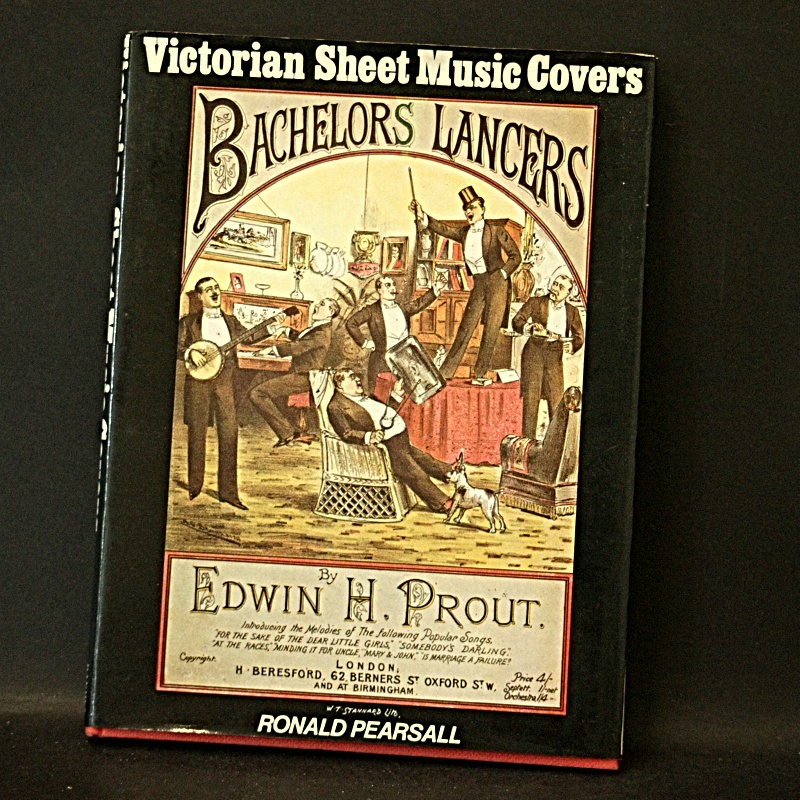 Victorian Sheet Music Covers
BACHELORS LANCERS
By
EDWIN H. PROUT.
Introducing the Melodies of The following Popular Songs,
"FOR THE SAKE OF THE DEAR LITTLE GIRLS," "SOMEBODY'S DARLING",
"AT THE RACES," "MINDING IT FOR UNCLE," "MARY & JOHN," "IS MARRIAGE A FAILURE?"
Copyright.
LONDON;
H. BERESFORD, 62, BERNERS ST OXFORD ST W,
AND AT BIRMINGHAM.
Price 4/-
Septett.
Orchestra
W T STANNARD Lith.
RONALD PEARSALL